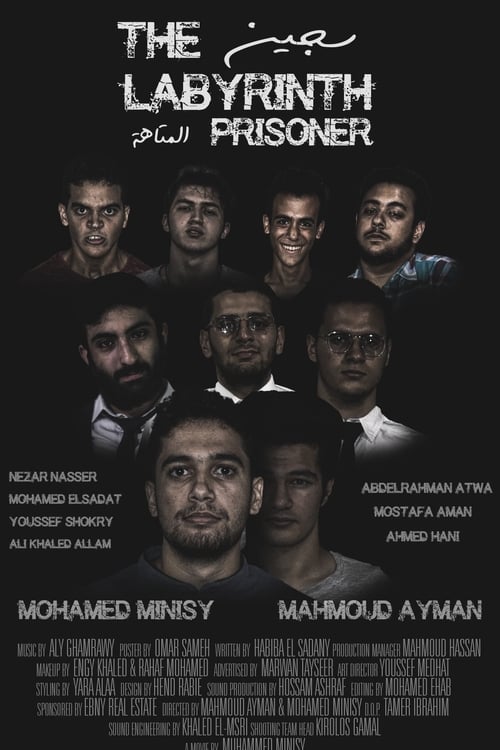 THE سجين
LABYRINTH
المتاهة PRISONER
NEZAR NASSER
MOHAMED ELSADAT
YOUSSEF SHOKRY
ALI KHALED ALLAM
ABDELRAHMAN ATWA
MOSTAFA AMAN
AHMED HANI
MOHAMED MINISY
MAHMOUD AYMAN
MUSIC BY ALY GHAMRAWY POSTER BY OMAR SAMEH WRITTEN BY HABIBA EL SADANY PRODUCTION MANAGER MAHMOUD HASSAN
MAKEUP BY ENGY KHALED & RAHAF MOHAMED ADVERTISED BY MARWAN TAYSEER ART DIRECTOR YOUSSEF MEDHAT
STYLING BY YARA ALAA DESIGN BY HEND RABIE SOUND PRODUCTION BY HOSSAM ASHRAF EDITING BY MOHAMED EHAB
SPONSORED BY EBNY REAL ESTATE DIRECTED BY MAHMOUD AYMAN & MOHAMED MINISY D.O.P. TAMER IBRAHIM
SOUND ENGINEERING BY KHALED EL-MSRI SHOOTING TEAM HEAD KIROLOS GAMAL
A MOVIE BY MUHAMMED MINISY